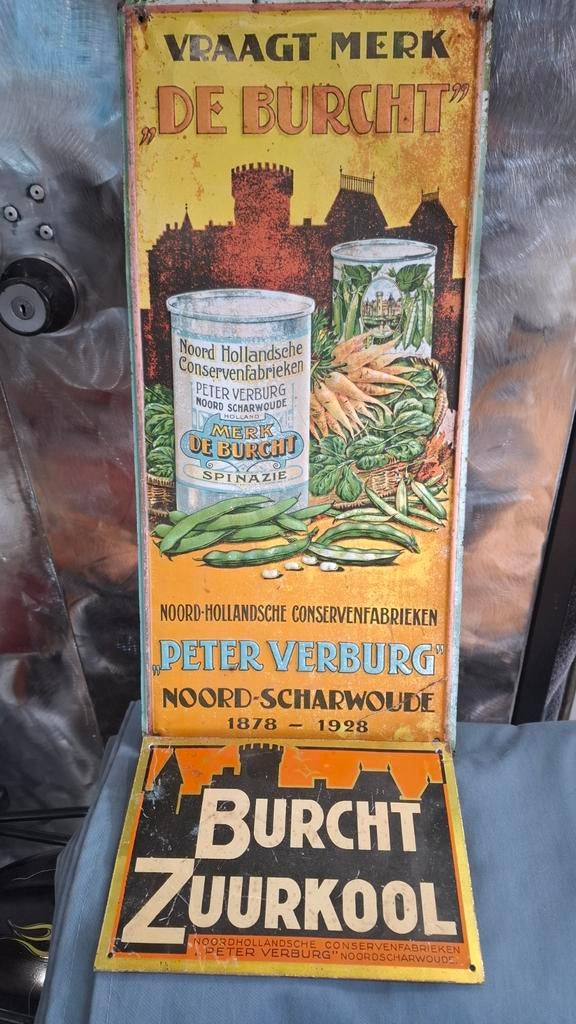 VRAAGT MERK
„DE BURCHT”
Noord Hollandsche
Conservenfabrieken
PETER VERBURG
NOORD SCHARWOUDE
HOLLAND
MERK
DE BURCHT
SPINAZIE
NOORD-HOLLANDSCHE CONSERVENFABRIEKEN
„PETER VERBURG”
NOORD-SCHARWOUDE
1878 – 1928
BURCHT
ZUURKOOL
NOORDHOLLANDSCHE CONSERVENFABRIEKEN
"PETER VERBURG" NOORDSCHARWOUDE.